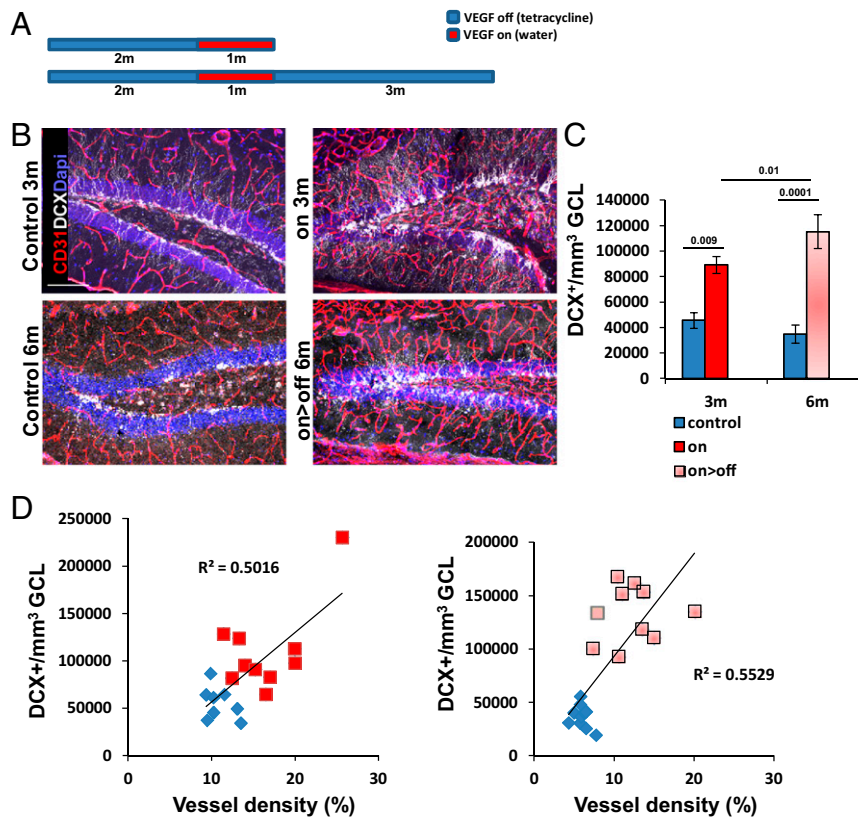 A
VEGF off (tetracycline)
VEGF on (water)
2m 1m
2m 1m 3m
B
Control 3m
CD31DCXDapi
on 3m
Control 6m
on>off 6m
C
DCX⁺/mm³ GCL
0.01
0.0001
0.009
140000
120000
100000
80000
60000
40000
20000
0
3m 6m
control
on
on>off
D
DCX+/mm³ GCL
250000
200000
150000
100000
50000
0
R² = 0.5016
0 10 20 30
Vessel density (%)
DCX+/mm³ GCL
200000
150000
100000
50000
0
R² = 0.5529
0 10 20 30
Vessel density (%)